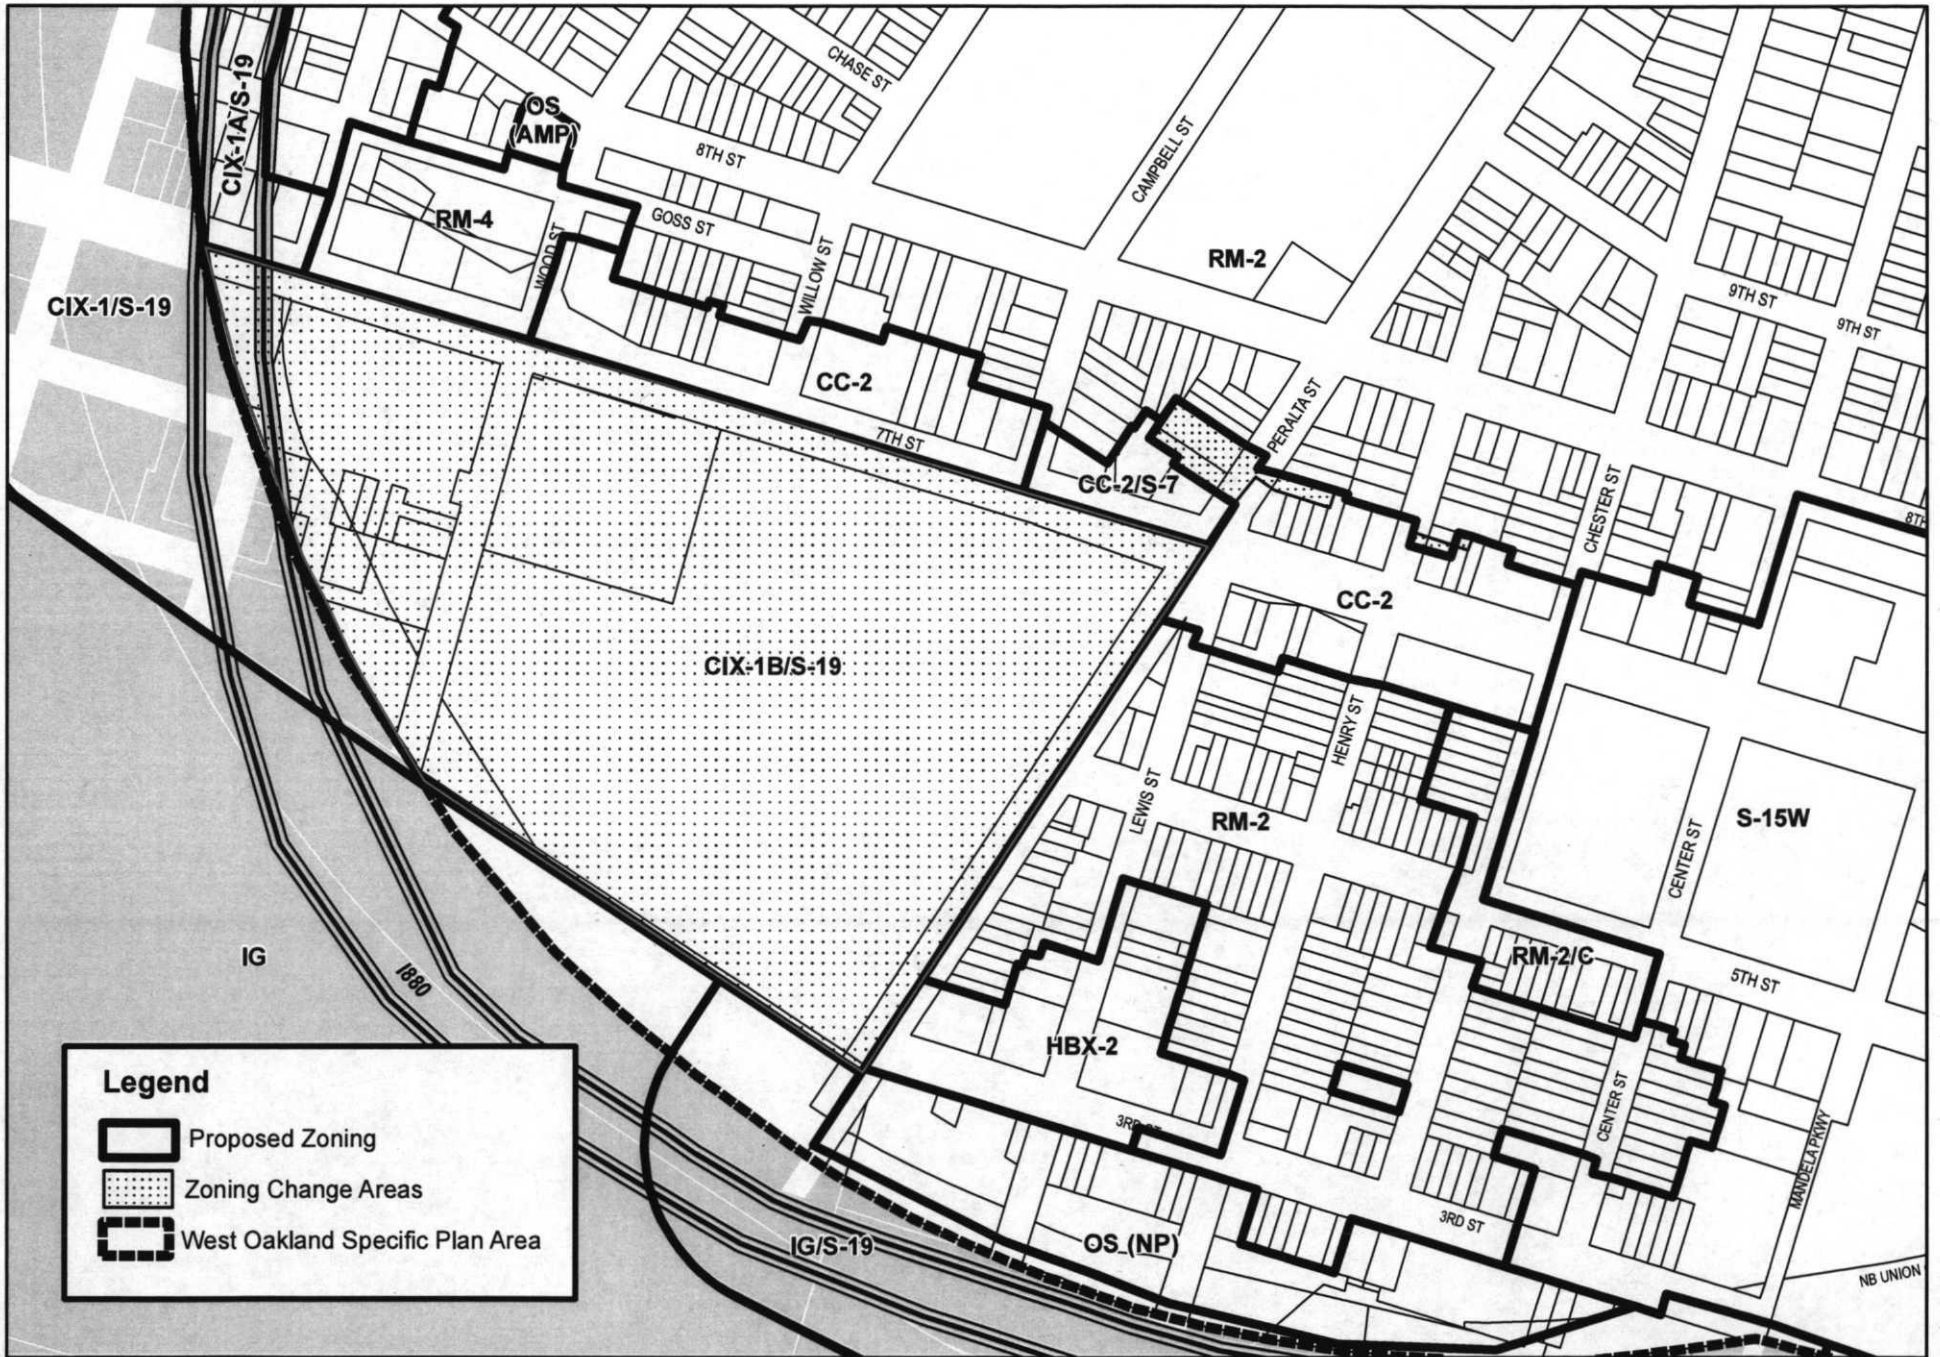 CHASE ST
CIX-1A/S-19
OS
(AMP)
8TH ST
CAMPBELL ST
RM-4
GOSS ST
WOOD ST
WILLOW ST
RM-2
9TH ST
9TH ST
CIX-1/S-19
CC-2
7TH ST
PERALTA ST
CC-2/S-7
CHESTER ST
8TH
CC-2
CIX-1B/S-19
HENRY ST
LEWIS ST
RM-2
S-15W
CENTER ST
IG
I880
RM-2/C
5TH ST
HBX-2
CENTER ST
3RD ST
MANDELA PKWY
3RD ST
IG/S-19
OS (NP)
NB UNION
Legend
Proposed Zoning
Zoning Change Areas
West Oakland Specific Plan Area